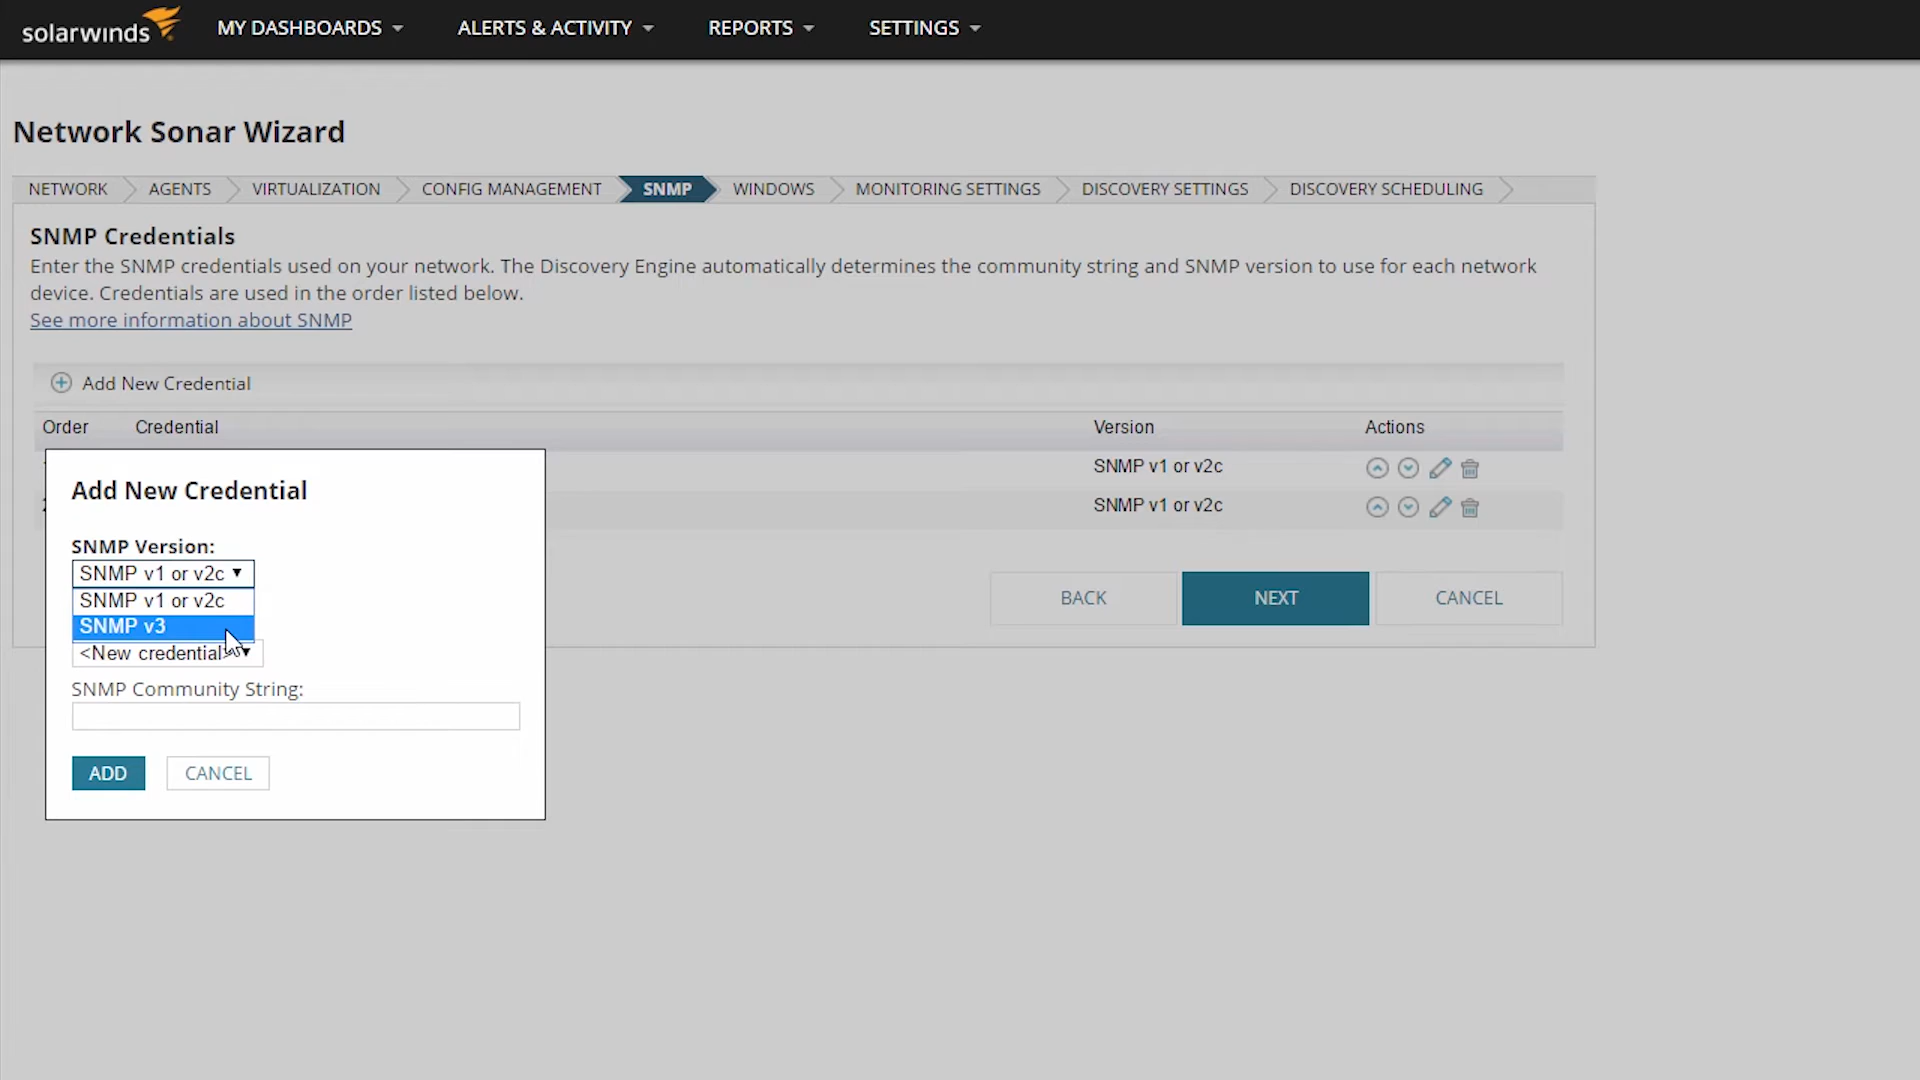 solarwinds MY DASHBOARDS ALERTS & ACTIVITY REPORTS SETTINGS
Network Sonar Wizard
NETWORK AGENTS VIRTUALIZATION CONFIG MANAGEMENT SNMP WINDOWS MONITORING SETTINGS DISCOVERY SETTINGS DISCOVERY SCHEDULING
SNMP Credentials
Enter the SNMP credentials used on your network. The Discovery Engine automatically determines the community string and SNMP version to use for each network
device. Credentials are used in the order listed below.
See more information about SNMP
Add New Credential
Order Credential Version Actions
SNMP v1 or v2c
SNMP v1 or v2c
BACK NEXT CANCEL
Add New Credential
SNMP Version:
SNMP v1 or v2c
SNMP v1 or v2c
SNMP v3
<New credential>
SNMP Community String:
ADD CANCEL